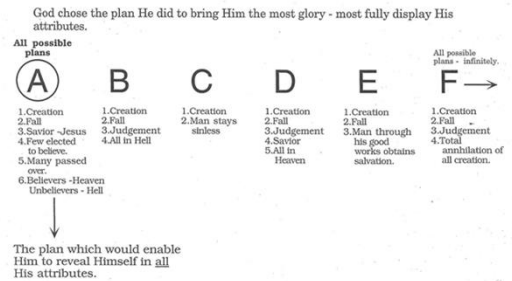 God chose the plan He did to bring Him the most glory - most fully display His
attributes.
All possible
plans
A
B
C
D
E
F
All possible
plans - infinitely.
1.Creation
2.Fall
3.Savior -Jesus
4.Few elected
to believe.
5.Many passed
over.
6.Believers -Heaven
Unbelievers - Hell
1.Creation
2.Fall
3.Judgement
4.All in Hell
1.Creation
2.Man stays
sinless
1.Creation
2.Fall
3.Judgement
4.Savior
5.All in
Heaven
1.Creation
2.Fall
3.Man through
his good
works obtains
salvation.
1.Creation
2.Fall
3.Judgement
4.Total
annhilation of
all creation.
The plan which would enable
Him to reveal Himself in all
His attributes.